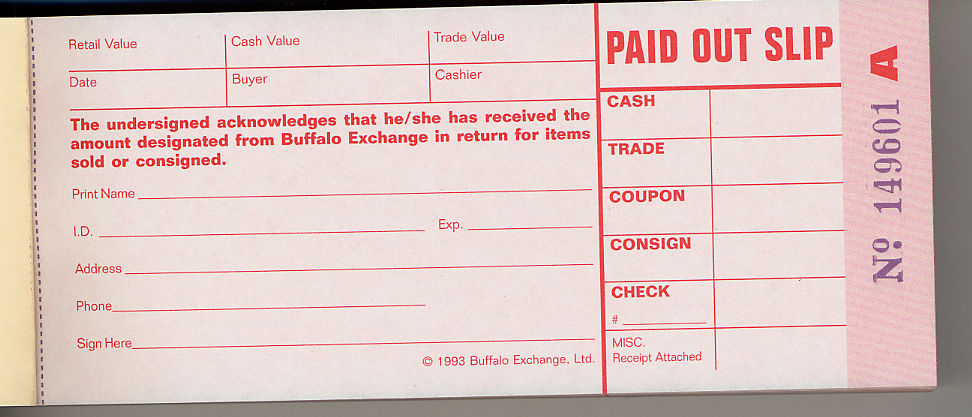 Retail Value Cash Value Trade Value
Date Buyer Cashier
The undersigned acknowledges that he/she has received the
amount designated from Buffalo Exchange in return for items
sold or consigned.
Print Name
I.D. Exp.
Address
Phone
Sign Here
© 1993 Buffalo Exchange, Ltd.
PAID OUT SLIP
CASH
TRADE
COUPON
CONSIGN
CHECK
#
MISC.
Receipt Attached
Nº 149601 A